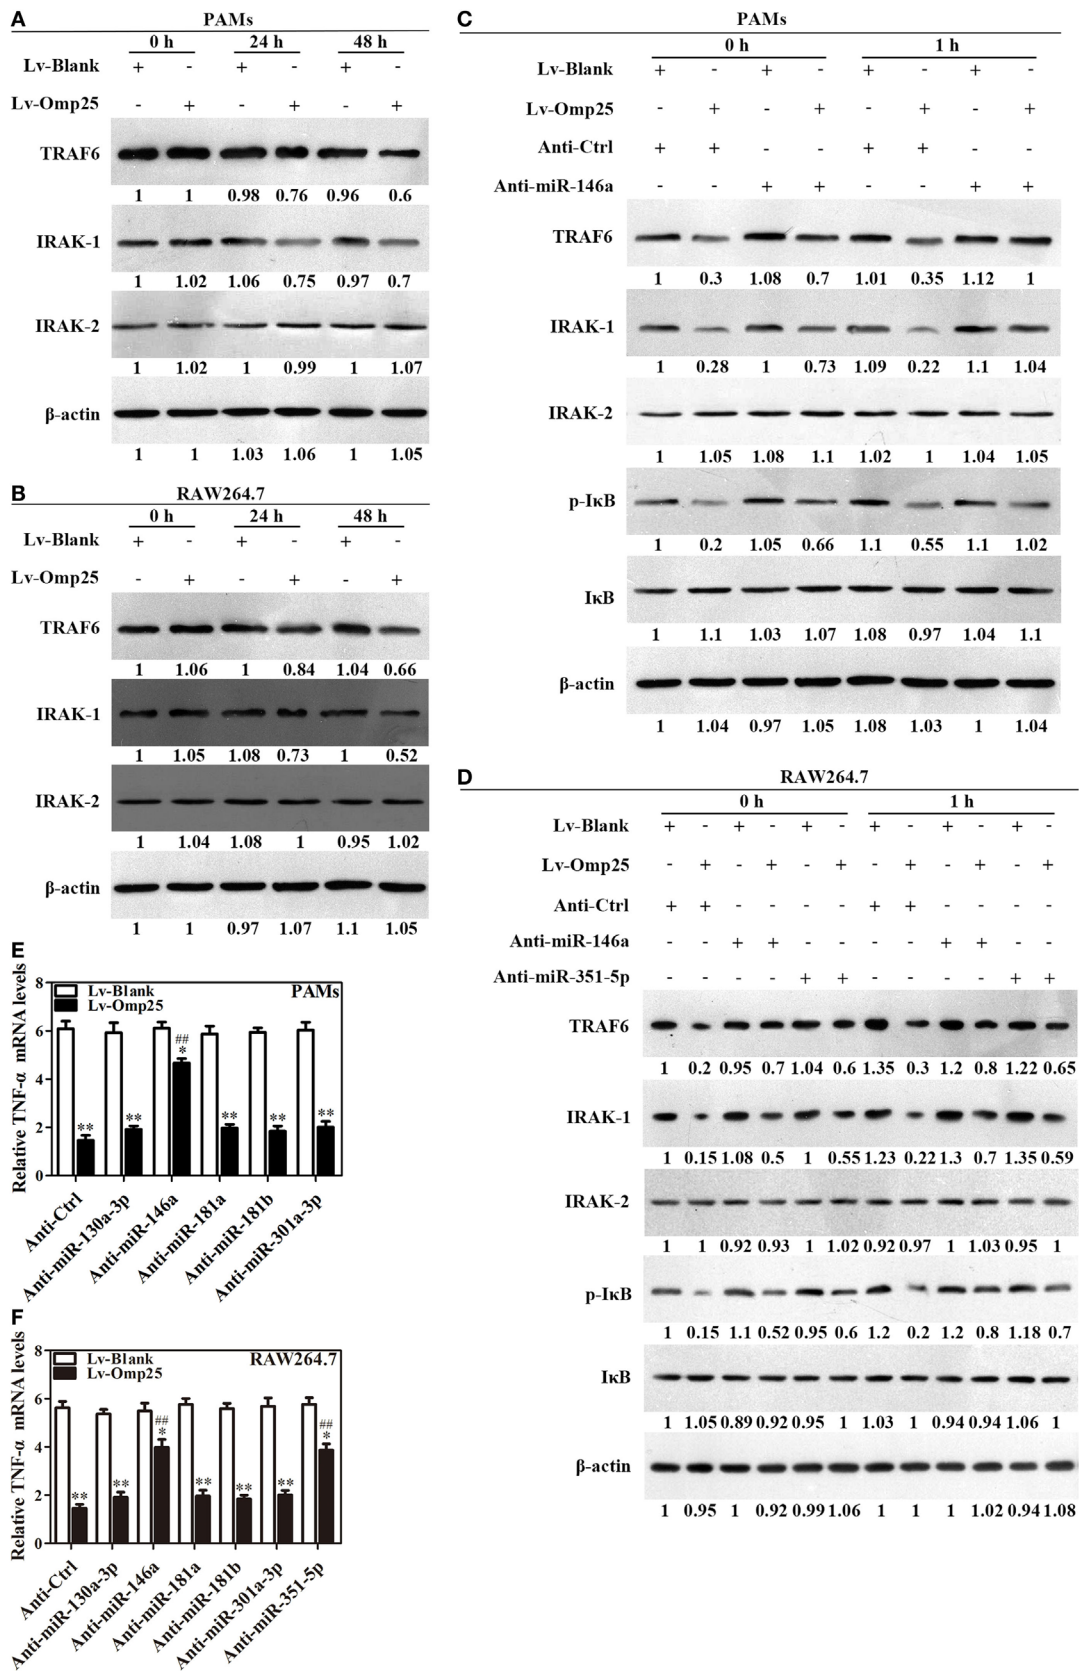 A
PAMs
0 h 24 h 48 h
Lv-Blank + - + - + -
Lv-Omp25 - + - + - +
TRAF6
1 1 0.98 0.76 0.96 0.6
IRAK-1
1 1.02 1.06 0.75 0.97 0.7
IRAK-2
1 1.02 1 0.99 1 1.07
β-actin
1 1 1.03 1.06 1 1.05
B
RAW264.7
0 h 24 h 48 h
Lv-Blank + - + - + -
Lv-Omp25 - + - + - +
TRAF6
1 1.06 1 0.84 1.04 0.66
IRAK-1
1 1.05 1.08 0.73 1 0.52
IRAK-2
1 1.04 1.08 1 0.95 1.02
β-actin
1 1 0.97 1.07 1.1 1.05
C
PAMs
0 h 1 h
Lv-Blank + - + - + - + -
Lv-Omp25 - + - + - + - +
Anti-Ctrl + + - - + + - -
Anti-miR-146a - - + + - - + +
TRAF6
1 0.3 1.08 0.7 1.01 0.35 1.12 1
IRAK-1
1 0.28 1 0.73 1.09 0.22 1.1 1.04
IRAK-2
1 1.05 1.08 1.1 1.02 1 1.04 1.05
p-IκB
1 0.2 1.05 0.66 1.1 0.55 1.1 1.02
IκB
1 1.1 1.03 1.07 1.08 0.97 1.04 1.1
β-actin
1 1.04 0.97 1.05 1.08 1.03 1 1.04
D
RAW264.7
0 h 1 h
Lv-Blank + - + - + - + - + - + -
Lv-Omp25 - + - + - + - + - + - +
Anti-Ctrl + + - - - - + + - - - -
Anti-miR-146a - - + + - - - - + + - -
Anti-miR-351-5p - - - - + + - - - - + +
TRAF6
1 0.2 0.95 0.7 1.04 0.6 1.35 0.3 1.2 0.8 1.22 0.65
IRAK-1
1 0.15 1.08 0.5 1 0.55 1.23 0.22 1.3 0.7 1.35 0.59
IRAK-2
1 1 0.92 0.93 1 1.02 0.92 0.97 1 1.03 0.95 1
p-IκB
1 0.15 1.1 0.52 0.95 0.6 1.2 0.2 1.2 0.8 1.18 0.7
IκB
1 1.05 0.89 0.92 0.95 1 1.03 1 0.94 0.94 1.06 1
β-actin
1 0.95 1 0.92 0.99 1.06 1 1 1 1.02 0.94 1.08
E
Relative TNF-α mRNA levels
8
6
4
2
0
Lv-Blank
Lv-Omp25
PAMs
** ** ## * ** ** **
Anti-Ctrl
Anti-miR-130a-3p
Anti-miR-146a
Anti-miR-181a
Anti-miR-181b
Anti-miR-301a-3p
F
Relative TNF-α mRNA levels
8
6
4
2
0
Lv-Blank
Lv-Omp25
RAW264.7
** ** ## * ** ** ** ## *
Anti-Ctrl
Anti-miR-130a-3p
Anti-miR-146a
Anti-miR-181a
Anti-miR-181b
Anti-miR-301a-3p
Anti-miR-351-5p